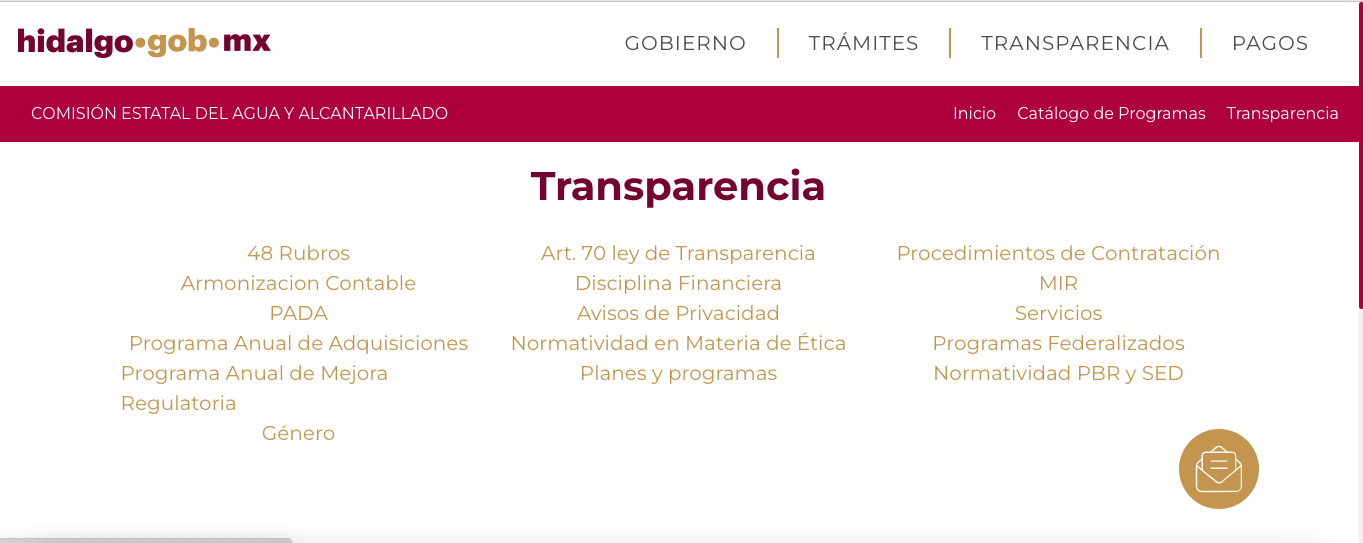 hidalgo•gob•mx
GOBIERNO
TRÁMITES
TRANSPARENCIA
PAGOS
COMISIÓN ESTATAL DEL AGUA Y ALCANTARILLADO
Inicio
Catálogo de Programas
Transparencia
Transparencia
48 Rubros
Armonizacion Contable
PADA
Programa Anual de Adquisiciones
Programa Anual de Mejora
Regulatoria
Género
Art. 70 ley de Transparencia
Disciplina Financiera
Avisos de Privacidad
Normatividad en Materia de Ética
Planes y programas
Procedimientos de Contratación
MIR
Servicios
Programas Federalizados
Normatividad PBR y SED